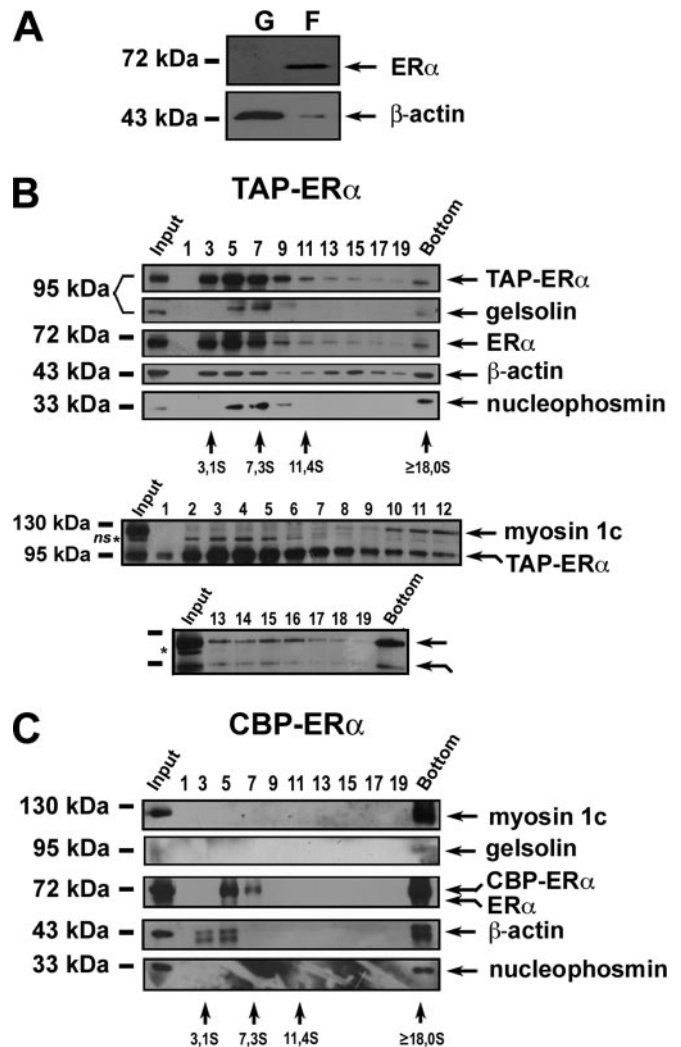 A
G F
72 kDa
ERα
43 kDa
β-actin
B
TAP-ERα
Input 1 3 5 7 9 11 13 15 17 19 Bottom
95 kDa
TAP-ERα
gelsolin
72 kDa
ERα
43 kDa
β-actin
33 kDa
nucleophosmin
3,1S 7,3S 11,4S ≥18,0S
Input 1 2 3 4 5 6 7 8 9 10 11 12
130 kDa
myosin 1c
ns*
95 kDa
TAP-ERα
Input 13 14 15 16 17 18 19 Bottom
*
C
CBP-ERα
Input 1 3 5 7 9 11 13 15 17 19 Bottom
130 kDa
myosin 1c
95 kDa
gelsolin
72 kDa
CBP-ERα
ERα
43 kDa
β-actin
33 kDa
nucleophosmin
3,1S 7,3S 11,4S ≥18,0S